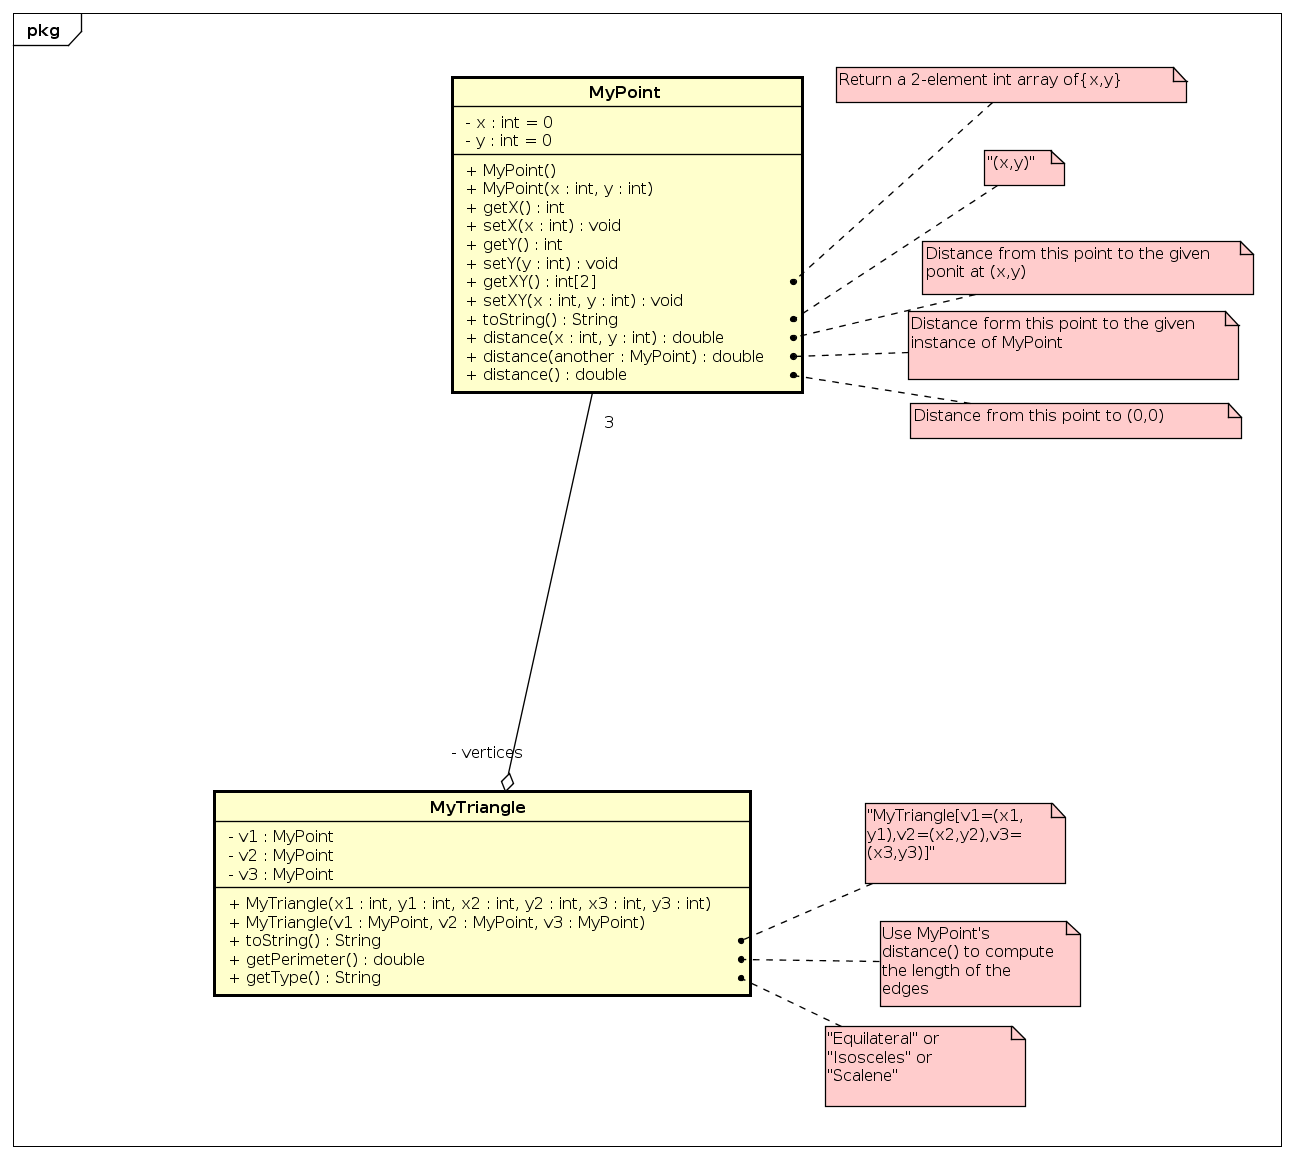 pkg
MyPoint
- x : int = 0
- y : int = 0
+ MyPoint()
+ MyPoint(x : int, y : int)
+ getX() : int
+ setX(x : int) : void
+ getY() : int
+ setY(y : int) : void
+ getXY() : int[2]
+ setXY(x : int, y : int) : void
+ toString() : String
+ distance(x : int, y : int) : double
+ distance(another : MyPoint) : double
+ distance() : double
Return a 2-element int array of{x,y}
"(x,y)"
Distance from this point to the given
ponit at (x,y)
Distance form this point to the given
instance of MyPoint
Distance from this point to (0,0)
3
- vertices
MyTriangle
- v1 : MyPoint
- v2 : MyPoint
- v3 : MyPoint
+ MyTriangle(x1 : int, y1 : int, x2 : int, y2 : int, x3 : int, y3 : int)
+ MyTriangle(v1 : MyPoint, v2 : MyPoint, v3 : MyPoint)
+ toString() : String
+ getPerimeter() : double
+ getType() : String
"MyTriangle[v1=(x1,
y1),v2=(x2,y2),v3=
(x3,y3)]"
Use MyPoint's
distance() to compute
the length of the
edges
"Equilateral" or
"Isosceles" or
"Scalene"